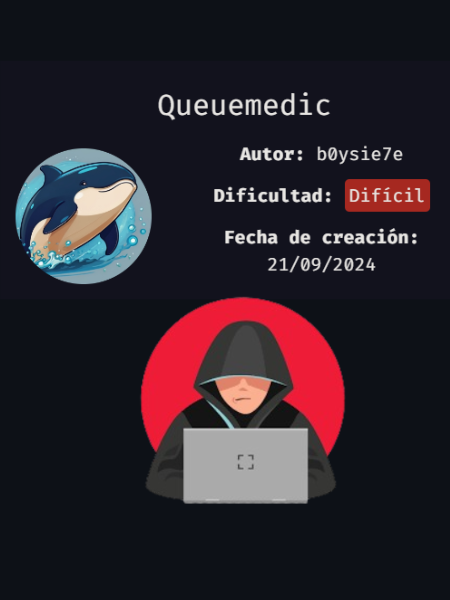 Queuemedic
Autor: b0ysie7e
Dificultad: Difícil
Fecha de creación:
21/09/2024